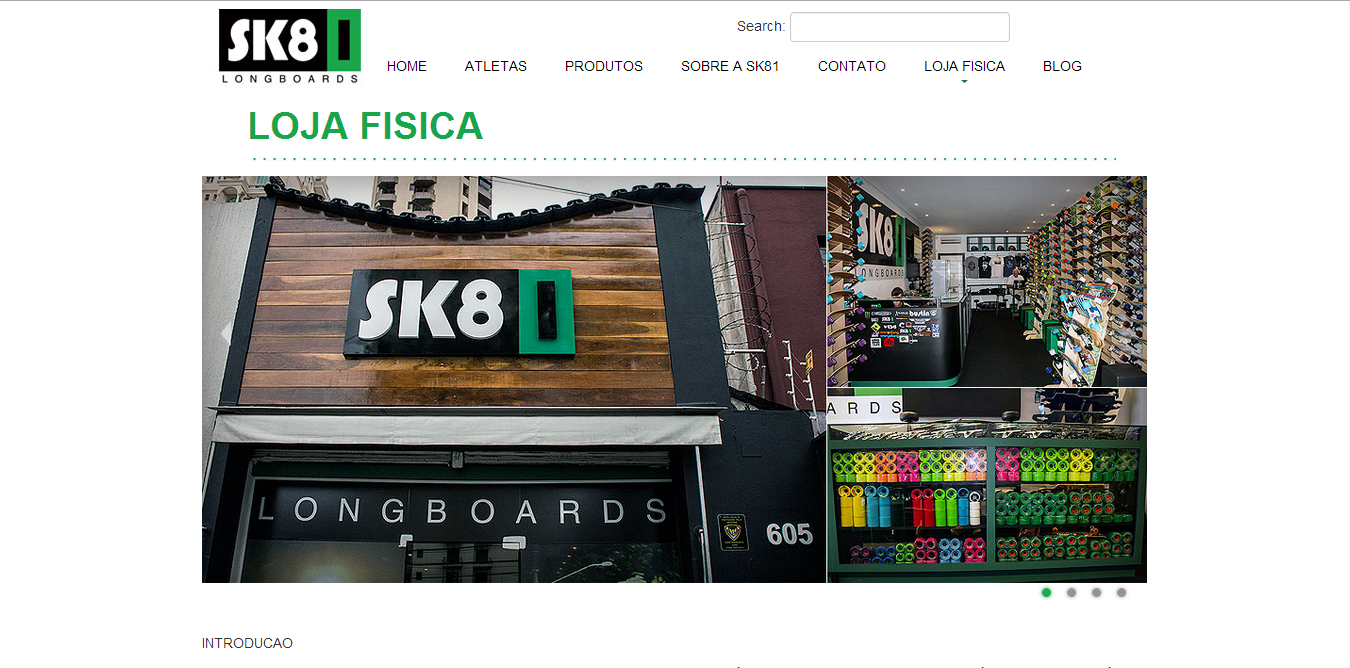 SK8
LONGBOARDS
Search:
HOME ATLETAS PRODUTOS SOBRE A SK81 CONTATO LOJA FISICA BLOG
LOJA FISICA
SK8
LONGBOARDS
605
SK8
LONGBOARDS
bustin
ARDS
INTRODUCAO